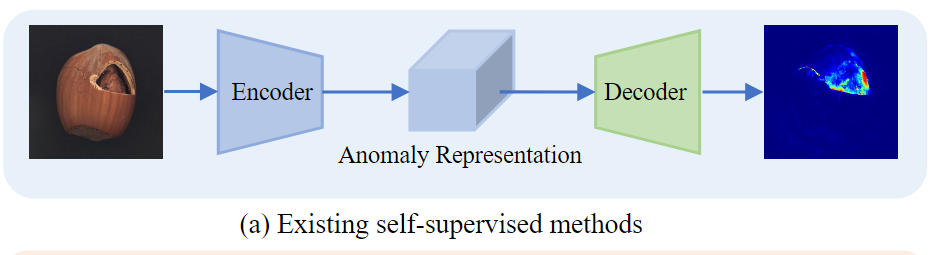 Encoder
Decoder
Anomaly Representation
(a) Existing self-supervised methods